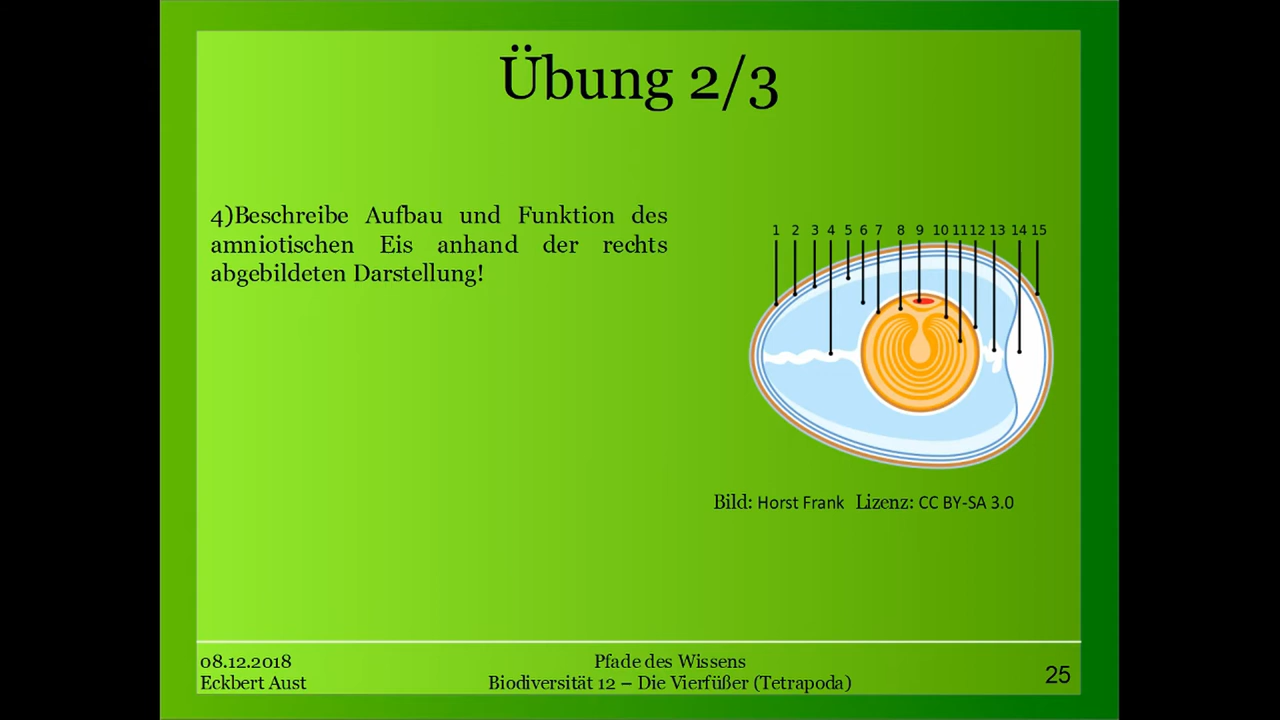 Übung 2/3
4)Beschreibe Aufbau und Funktion des
amniotischen Eis anhand der rechts
abgebildeten Darstellung!
1 2 3 4 5 6 7 8 9 10 11 12 13 14 15
Bild: Horst Frank Lizenz: CC BY-SA 3.0
08.12.2018
Eckbert Aust
Pfade des Wissens
Biodiversität 12 – Die Vierfüßer (Tetrapoda)
25